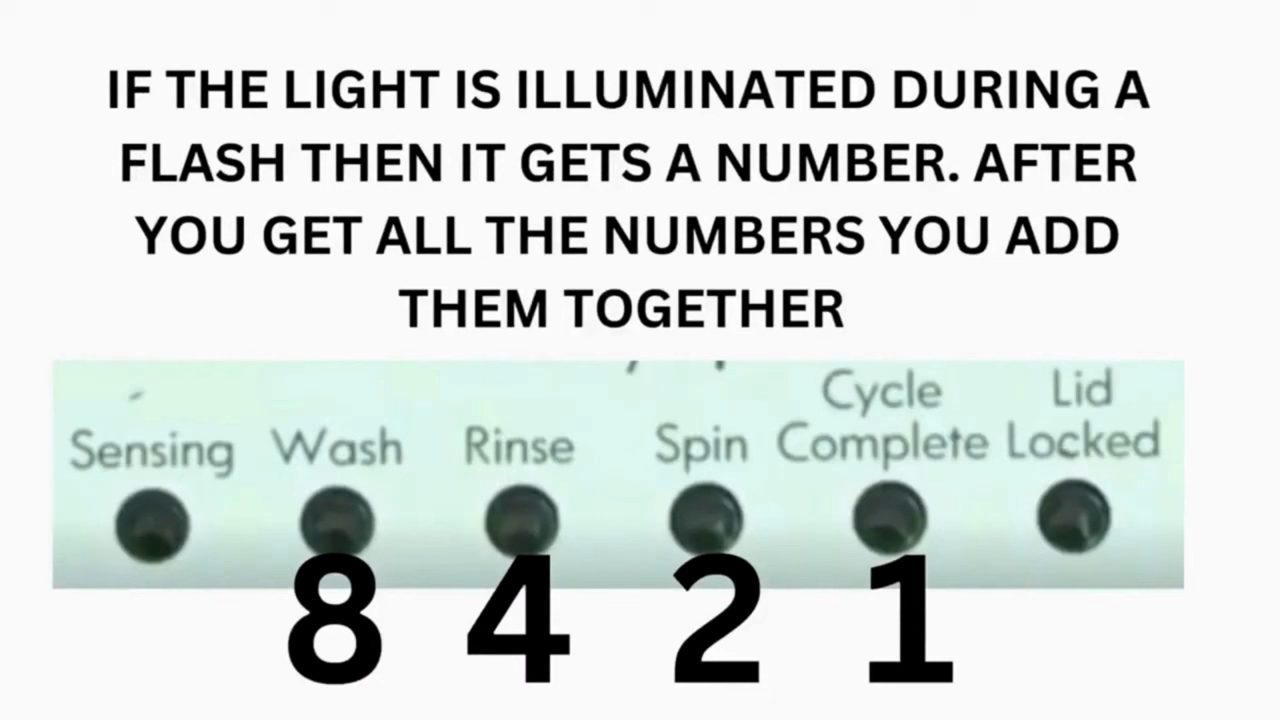 IF THE LIGHT IS ILLUMINATED DURING A
FLASH THEN IT GETS A NUMBER. AFTER
YOU GET ALL THE NUMBERS YOU ADD
THEM TOGETHER
Sensing Wash Rinse Spin Cycle Complete Lid Locked
8 4 2 1